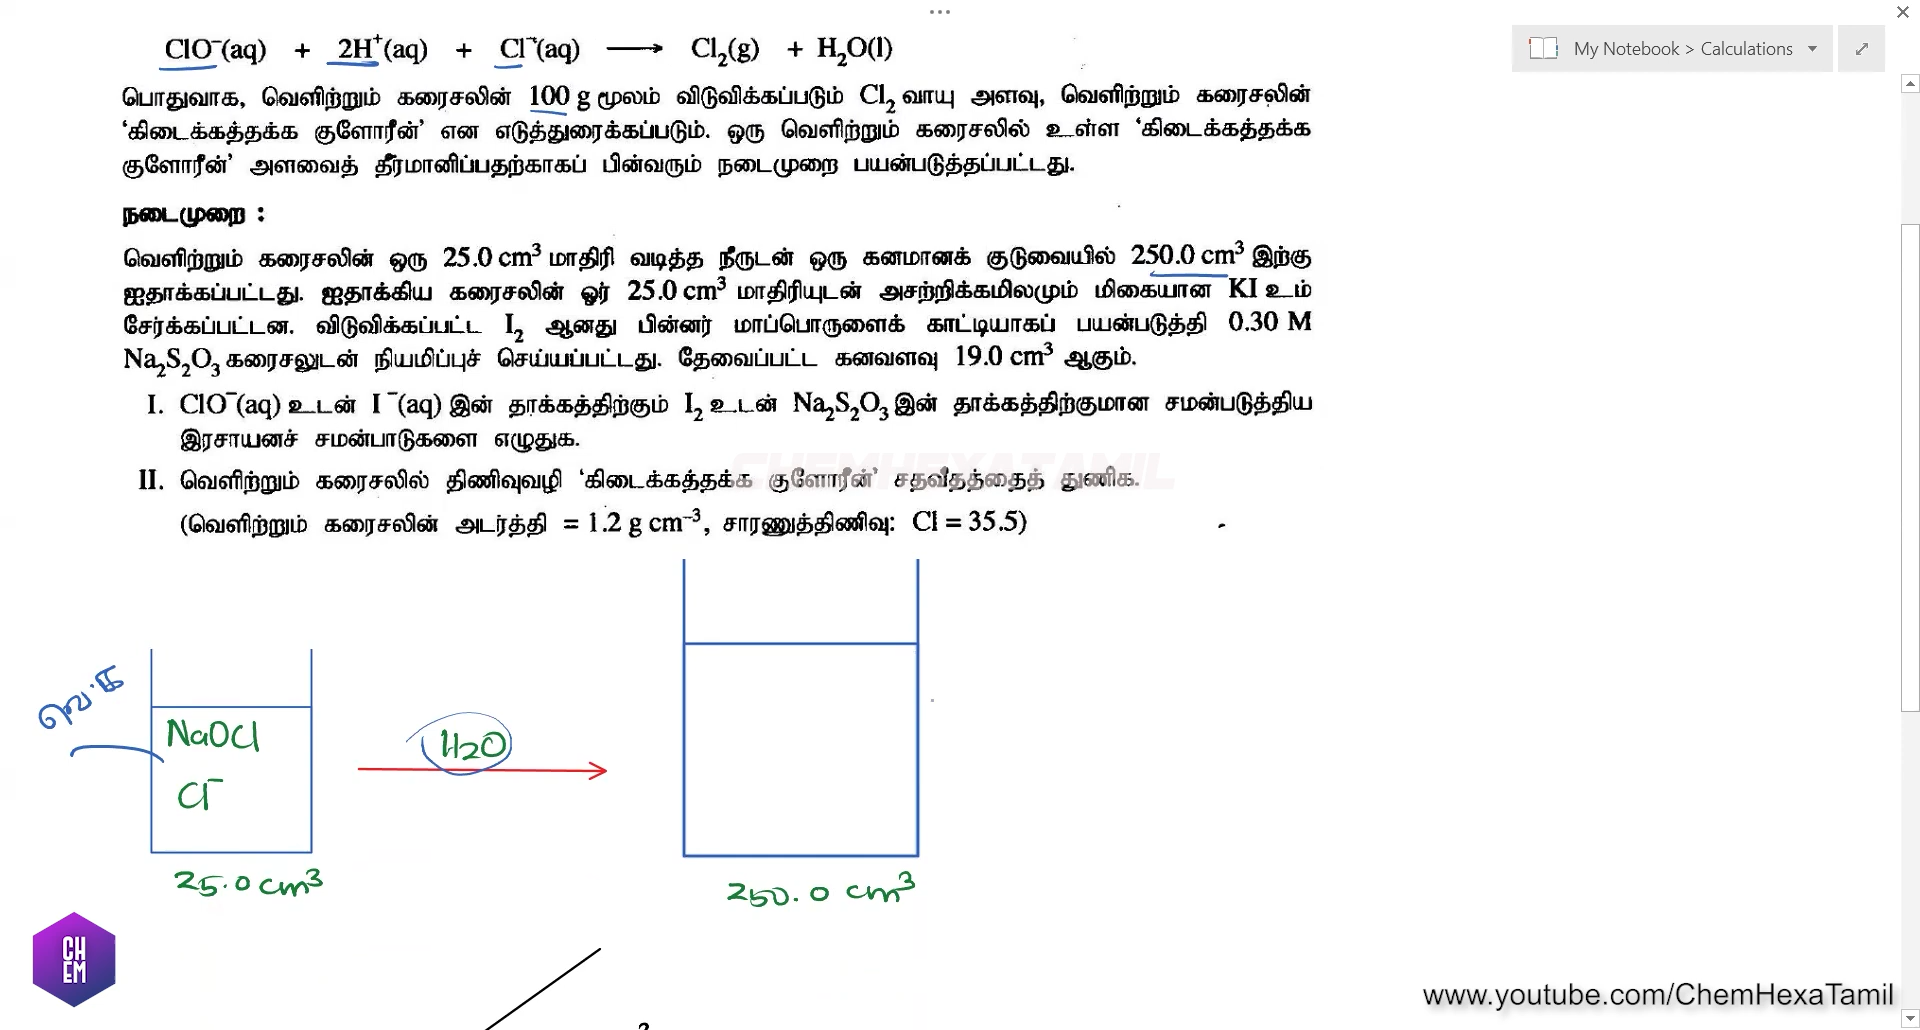 ClO⁻(aq) + 2H⁺(aq) + Cl⁻(aq) ⟶ Cl₂(g) + H₂O(l)
My Notebook > Calculations
பொதுவாக, வெளிற்றும் கரைசலின் 100 g மூலம் விடுவிக்கப்படும் Cl₂ வாயு அளவு, வெளிற்றும் கரைசலின்
‘கிடைக்கத்தக்க குளோரீன்’ என எடுத்துரைக்கப்படும். ஒரு வெளிற்றும் கரைசலில் உள்ள ‘கிடைக்கத்தக்க
குளோரீன்’ அளவைத் தீர்மானிப்பதற்காகப் பின்வரும் நடைமுறை பயன்படுத்தப்பட்டது.
நடைமுறை :
வெளிற்றும் கரைசலின் ஒரு 25.0 cm³ மாதிரி வடித்த நீருடன் ஒரு கனமானக் குடுவையில் 250.0 cm³ இற்கு
ஐதாக்கப்பட்டது. ஐதாக்கிய கரைசலின் ஓர் 25.0 cm³ மாதிரியுடன் அசற்றிக்கமிலமும் மிகையான KI உம்
சேர்க்கப்பட்டன. விடுவிக்கப்பட்ட I₂ ஆனது பின்னர் மாப்பொருளைக் காட்டியாகப் பயன்படுத்தி 0.30 M
Na₂S₂O₃ கரைசலுடன் நியமிப்புச் செய்யப்பட்டது. தேவைப்பட்ட கனவளவு 19.0 cm³ ஆகும்.
I. ClO⁻(aq) உடன் I⁻(aq) இன் தாக்கத்திற்கும் I₂ உடன் Na₂S₂O₃ இன் தாக்கத்திற்குமான சமன்படுத்திய
இரசாயனச் சமன்பாடுகளை எழுதுக.
II. வெளிற்றும் கரைசலில் திணிவுவழி ‘கிடைக்கத்தக்க குளோரீன்’ சதவீதத்தைத் துணிக.
CHEMHEXATAMIL
(வெளிற்றும் கரைசலின் அடர்த்தி = 1.2 g cm⁻³, சாரணுத்திணிவு: Cl = 35.5)
வெ.க
NaOCl
H₂O
Cl⁻
25.0 cm³
250.0 cm³
CH
EM
www.youtube.com/ChemHexaTamil